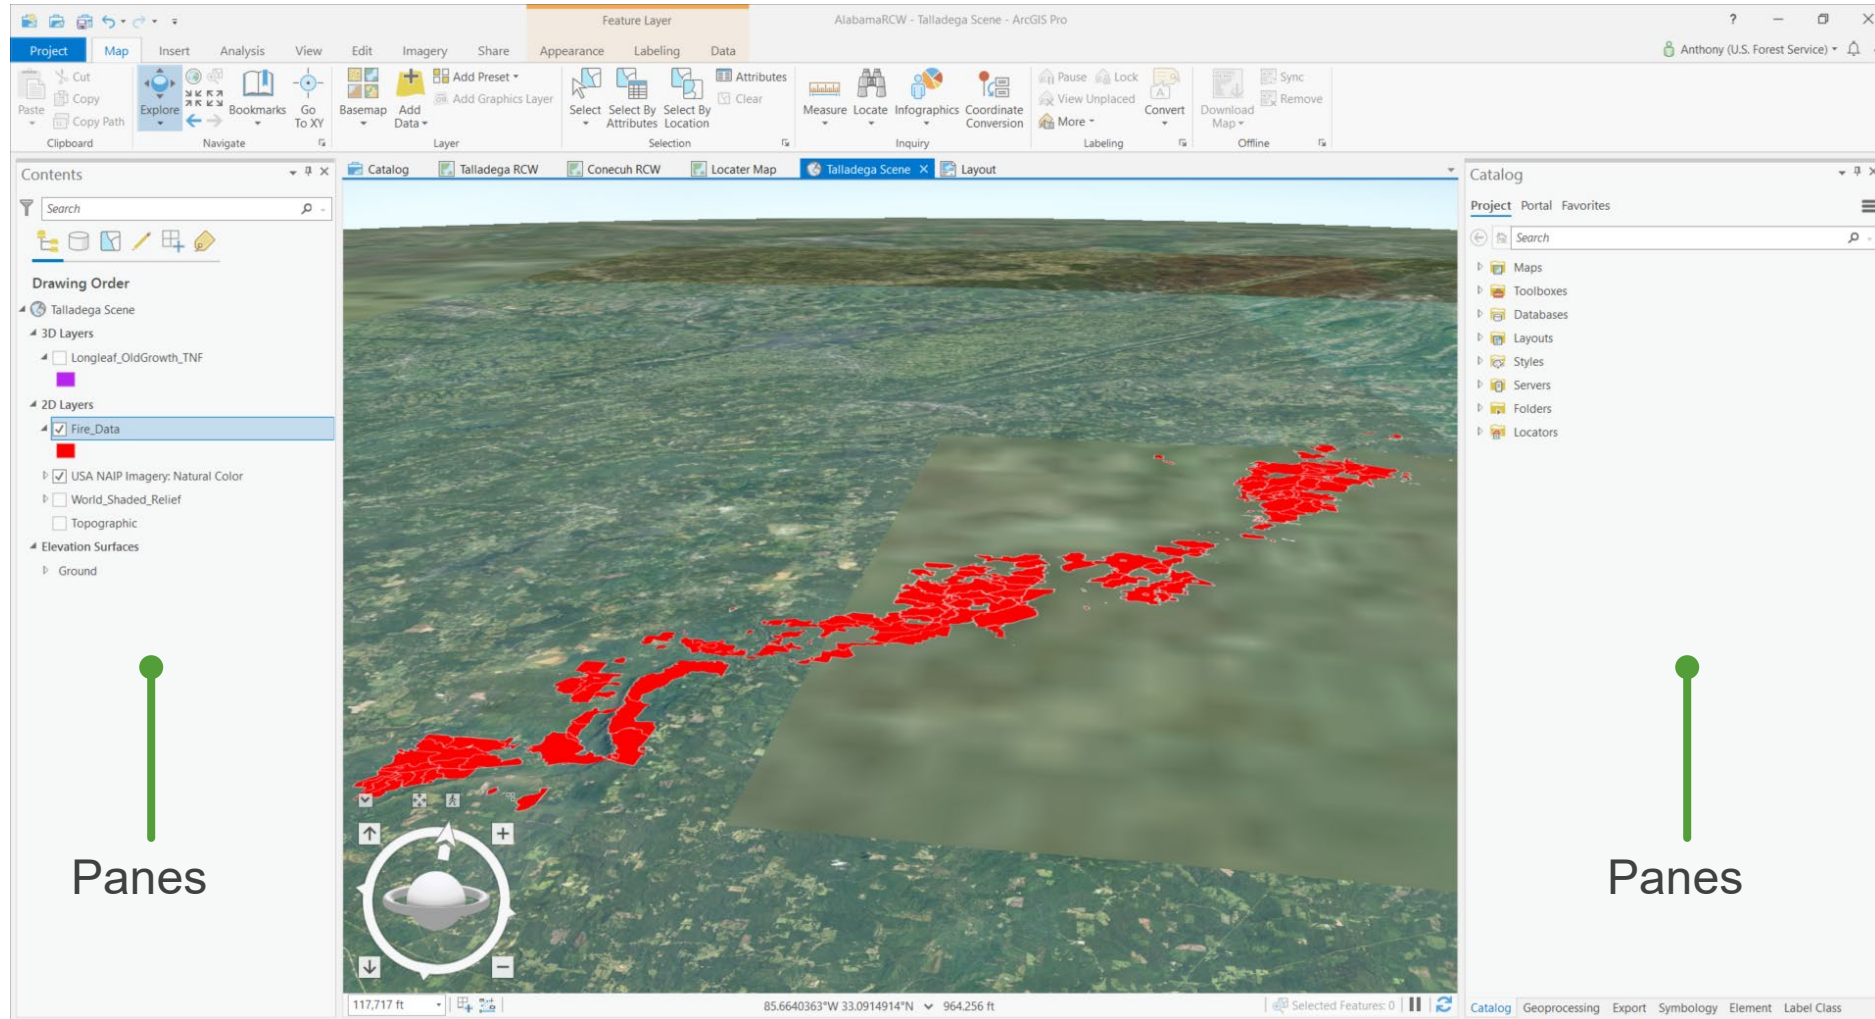 Feature Layer
AlabamaRCW - Talladega Scene - ArcGIS Pro
?
Project Map Insert Analysis View Edit Imagery Share Appearance Labeling Data
Anthony (U.S. Forest Service)
Paste
Cut
Copy
Copy Path
Clipboard
Explore
Bookmarks
Go To XY
Navigate
Basemap
Add Data
Add Preset
Add Graphics Layer
Layer
Select
Select By Attributes
Select By Location
Attributes
Clear
Selection
Measure
Locate
Infographics
Coordinate Conversion
Inquiry
Pause
Lock
View Unplaced
More
Convert
Labeling
Download Map
Sync
Remove
Offline
Contents
Search
Drawing Order
Talladega Scene
3D Layers
Longleaf_OldGrowth_TNF
2D Layers
Fire_Data
USA NAIP Imagery: Natural Color
World_Shaded_Relief
Topographic
Elevation Surfaces
Ground
Panes
Catalog
Talladega RCW
Conecuh RCW
Locater Map
Talladega Scene
Layout
117,717 ft
85.6640363°W 33.0914914°N
964.256 ft
Selected Features: 0
Catalog
Project Portal Favorites
Search
Maps
Toolboxes
Databases
Layouts
Styles
Servers
Folders
Locators
Panes
Catalog Geoprocessing Export Symbology Element Label Class